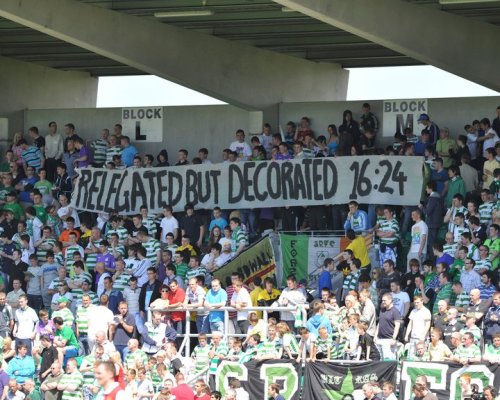 BLOCK
L
BLOCK
M
RELEGATED BUT DECORATED 16:24